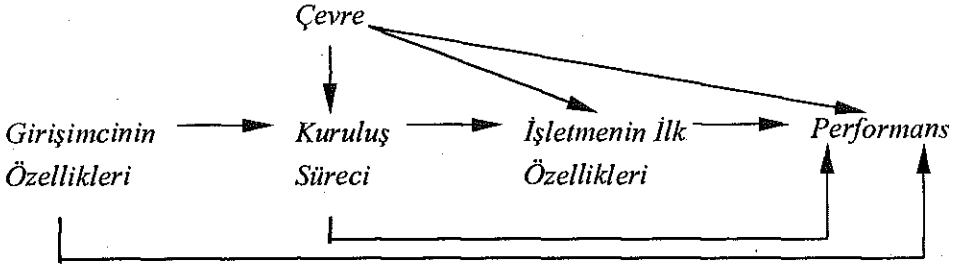 Çevre
Girişimcinin Kuruluş İşletmenin İlk Performans
Özellikleri Süreci Özellikleri